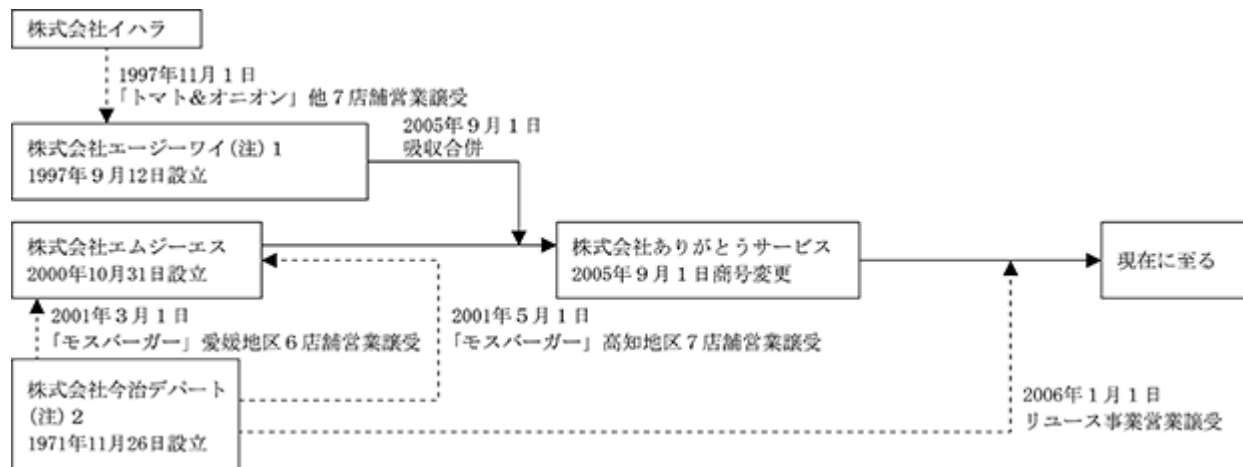 株式会社イハラ
1997年11月1日
「トマト&オニオン」他7店舗営業譲受
株式会社エージーワイ(注)1
1997年9月12日設立
2005年9月1日
吸収合併
株式会社エムジーエス
2000年10月31日設立
株式会社ありがとうサービス
2005年9月1日商号変更
現在に至る
2001年3月1日
「モスバーガー」愛媛地区6店舗営業譲受
2001年5月1日
「モスバーガー」高知地区7店舗営業譲受
株式会社今治デパート
(注)2
1971年11月26日設立
2006年1月1日
リユース事業営業譲受